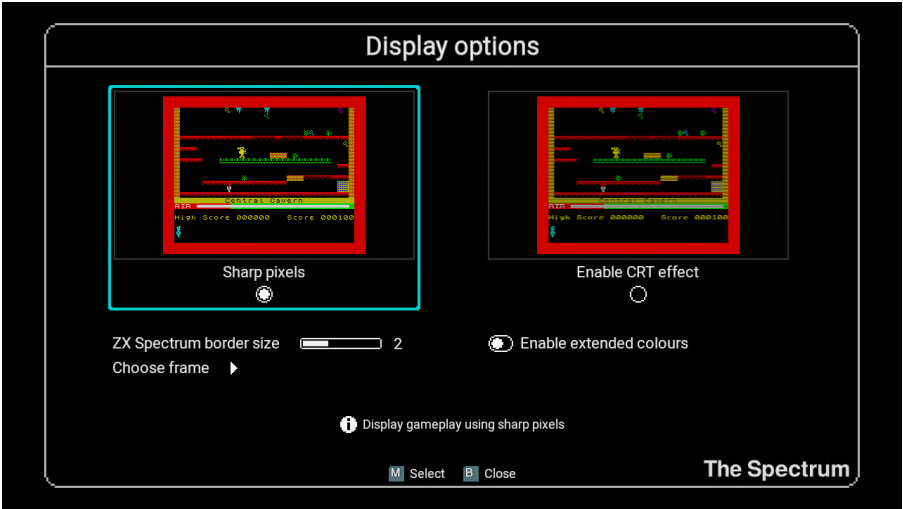 Display options
Central Cavern
AIR
High Score 000000 Score 000100
Sharp pixels
Central Cavern
AIR
High Score 000000 Score 000100
Enable CRT effect
ZX Spectrum border size 2
Enable extended colours
Choose frame
i Display gameplay using sharp pixels
M Select B Close
The Spectrum